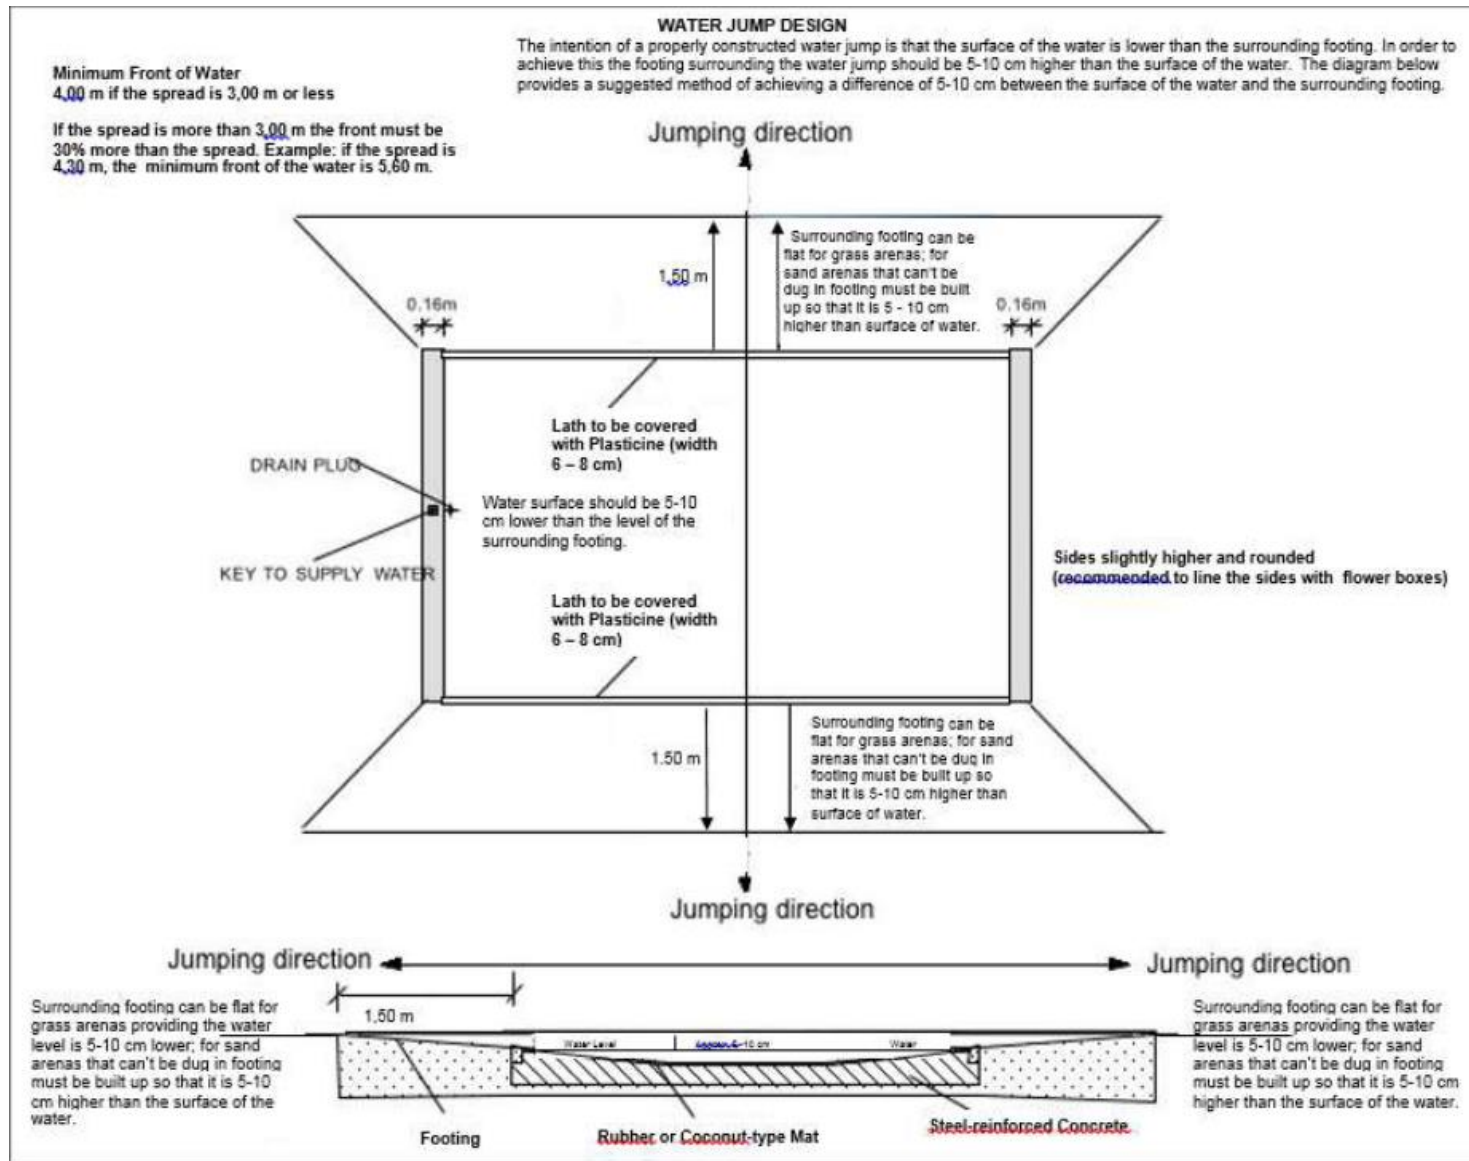 WATER JUMP DESIGN
The intention of a properly constructed water jump is that the surface of the water is lower than the surrounding footing. In order to
achieve this the footing surrounding the water jump should be 5-10 cm higher than the surface of the water. The diagram below
provides a suggested method of achieving a difference of 5-10 cm between the surface of the water and the surrounding footing.
Minimum Front of Water
4,00 m if the spread is 3,00 m or less
If the spread is more than 3,00 m the front must be
30% more than the spread. Example: if the spread is
4,30 m, the minimum front of the water is 5,60 m.
Jumping direction
1,50 m
Surrounding footing can be
flat for grass arenas; for
sand arenas that can't be
dug in footing must be built
up so that it is 5 - 10 cm
higher than surface of water.
0,16m
0,16m
Lath to be covered
with Plasticine (width
6 – 8 cm)
DRAIN PLUG
Water surface should be 5-10
cm lower than the level of the
surrounding footing.
KEY TO SUPPLY WATER
Sides slightly higher and rounded
(recommended to line the sides with flower boxes)
Lath to be covered
with Plasticine (width
6 – 8 cm)
1.50 m
Surrounding footing can be
flat for grass arenas; for sand
arenas that can't be dug in
footing must be built up so
that it is 5-10 cm higher than
surface of water.
Jumping direction
Jumping direction
Jumping direction
Surrounding footing can be flat for
grass arenas providing the water
level is 5-10 cm lower; for sand
arenas that can't be dug in footing
must be built up so that it is 5-10
cm higher than the surface of the
water.
1,50 m
Water Level
10 cm
Water
Surrounding footing can be flat for
grass arenas providing the water
level is 5-10 cm lower; for sand
arenas that can't be dug in footing
must be built up so that it is 5-10 cm
higher than the surface of the water.
Footing
Rubber or Coconut-type Mat
Steel-reinforced Concrete